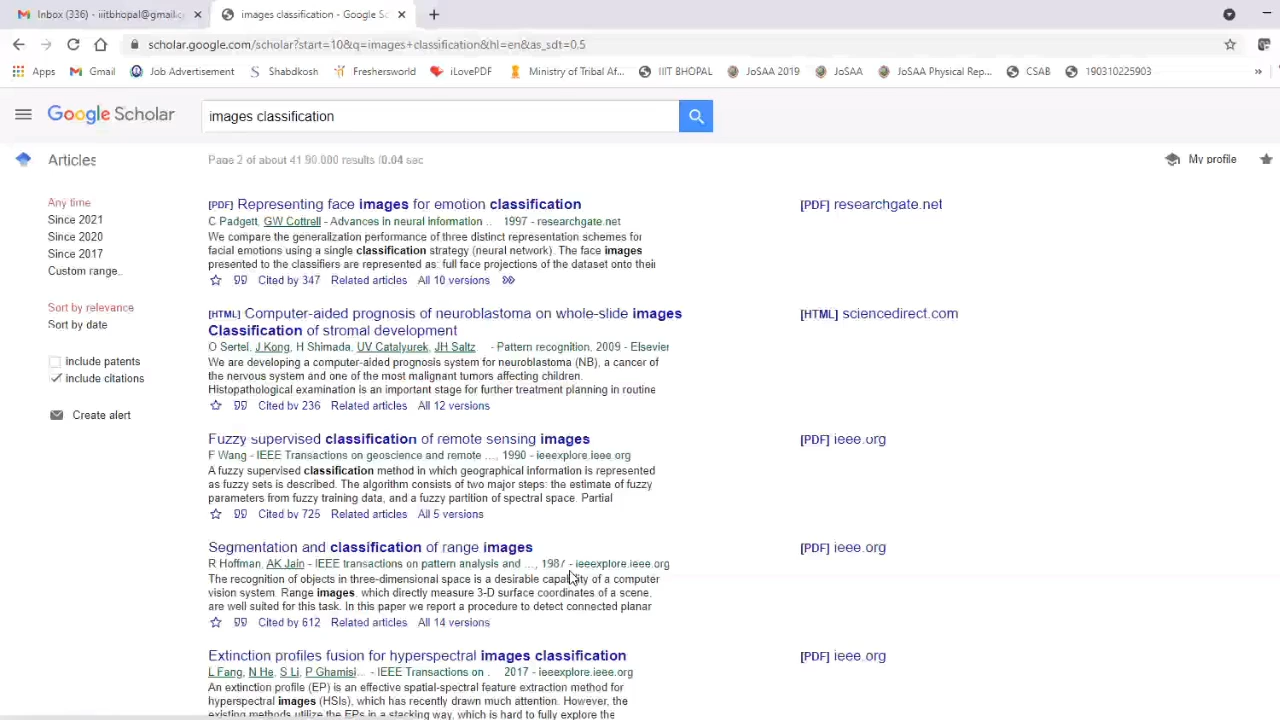 Inbox (336) - iiitbhopal@gmail.c
images classification - Google Sc
scholar.google.com/scholar?start=10&q=images+classification&hl=en&as_sdt=0.5
Apps Gmail Job Advertisement Shabdkosh Freshersworld iLovePDF Ministry of Tribal Af... IIIT BHOPAL JoSAA 2019 JoSAA JoSAA Physical Rep... CSAB 190310225903
Google Scholar
images classification
Articles
Page 2 of about 41,90,000 results (0.04 sec
My profile
Any time
Since 2021
Since 2020
Since 2017
Custom range..
Sort by relevance
Sort by date
include patents
include citations
Create alert
[PDF] Representing face images for emotion classification
C Padgett, GW Cottrell - Advances in neural information .. 1997 - researchgate.net
We compare the generalization performance of three distinct representation schemes for
facial emotions using a single classification strategy (neural network). The face images
presented to the classifiers are represented as: full face projections of the dataset onto their
Cited by 347 Related articles All 10 versions
[PDF] researchgate.net
[HTML] Computer-aided prognosis of neuroblastoma on whole-slide images
Classification of stromal development
O Sertel, J Kong, H Shimada, UV Catalyurek, JH Saltz - Pattern recognition, 2009 - Elsevier
We are developing a computer-aided prognosis system for neuroblastoma (NB), a cancer of
the nervous system and one of the most malignant tumors affecting children.
Histopathological examination is an important stage for further treatment planning in routine
Cited by 236 Related articles All 12 versions
[HTML] sciencedirect.com
Fuzzy supervised classification of remote sensing images
F Wang - IEEE Transactions on geoscience and remote ..., 1990 - ieeexplore.ieee.org
A fuzzy supervised classification method in which geographical information is represented
as fuzzy sets is described. The algorithm consists of two major steps: the estimate of fuzzy
parameters from fuzzy training data, and a fuzzy partition of spectral space. Partial
Cited by 725 Related articles All 5 versions
[PDF] ieee.org
Segmentation and classification of range images
R Hoffman, AK Jain - IEEE transactions on pattern analysis and ..., 1987 - ieeexplore.ieee.org
The recognition of objects in three-dimensional space is a desirable capability of a computer
vision system. Range images, which directly measure 3-D surface coordinates of a scene,
are well suited for this task. In this paper we report a procedure to detect connected planar
Cited by 612 Related articles All 14 versions
[PDF] ieee.org
Extinction profiles fusion for hyperspectral images classification
L Fang, N He, S Li, P Ghamisi... - IEEE Transactions on . 2017 - ieeexplore.ieee.org
An extinction profile (EP) is an effective spatial-spectral feature extraction method for
hyperspectral images (HSIs), which has recently drawn much attention. However, the
existing methods utilize the EPs in a stacking way, which is hard to fully explore the
[PDF] ieee.org